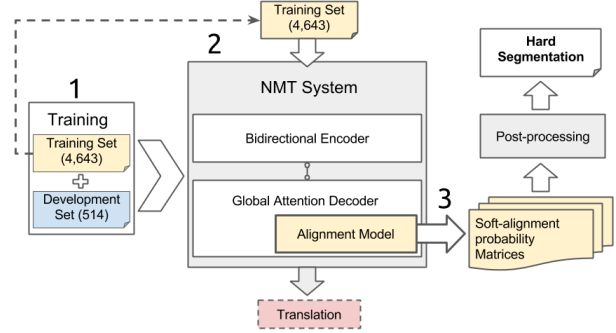 Training Set
(4,643)
2
1
Training
Training Set
(4,643)
Development
Set (514)
NMT System
Bidirectional Encoder
Global Attention Decoder
Alignment Model
Translation
3
Soft-alignment
probability
Matrices
Post-processing
Hard
Segmentation